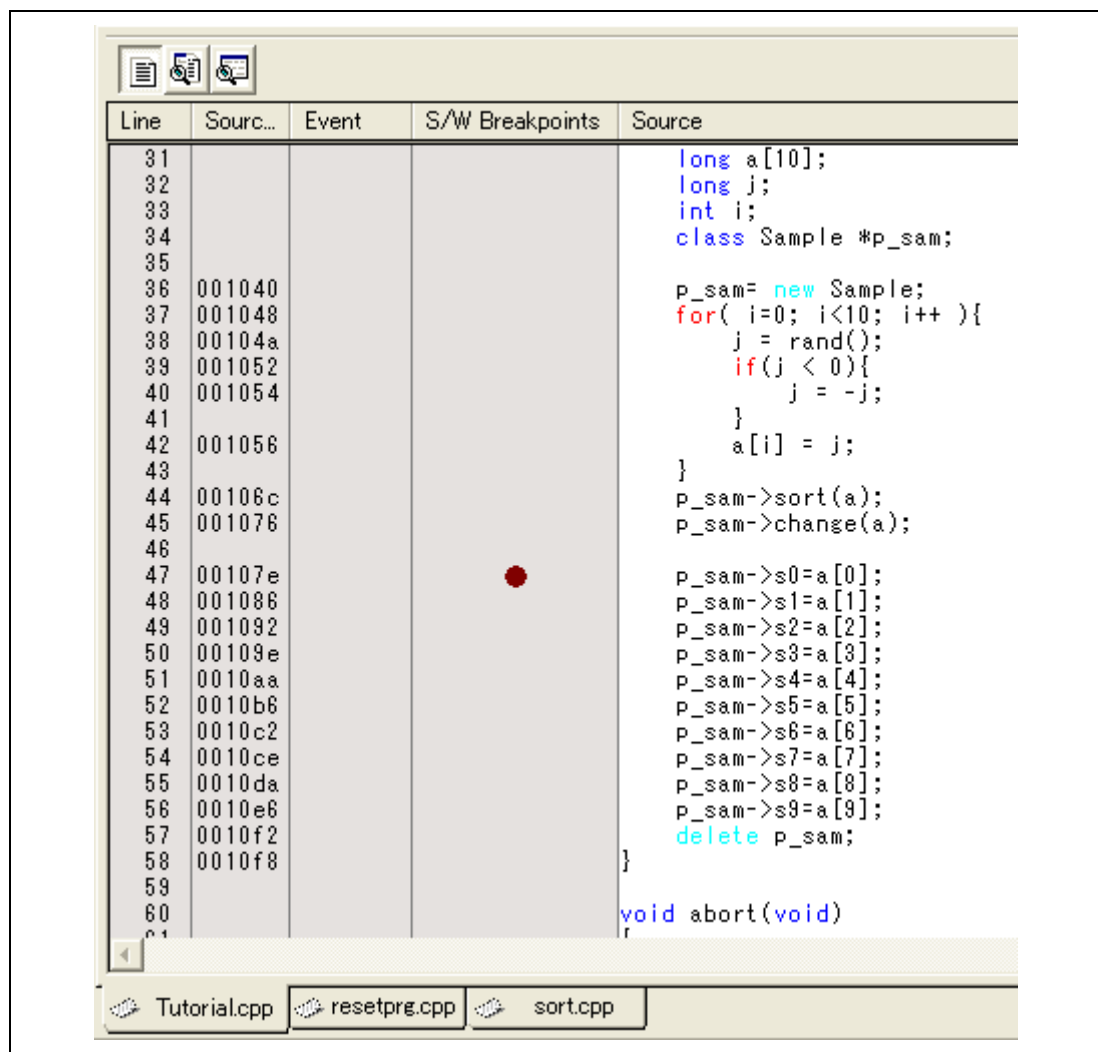 Line Sourc... Event S/W Breakpoints Source
31 long a[10];
32 long j;
33 int i;
34 class Sample *p_sam;
35
36 001040 p_sam= new Sample;
37 001048 for( i=0; i<10; i++ ){
38 00104a j = rand();
39 001052 if(j < 0){
40 001054 j = -j;
41 }
42 001056 a[i] = j;
43 }
44 00106c p_sam->sort(a);
45 001076 p_sam->change(a);
46
47 00107e p_sam->s0=a[0];
48 001086 p_sam->s1=a[1];
49 001092 p_sam->s2=a[2];
50 00109e p_sam->s3=a[3];
51 0010aa p_sam->s4=a[4];
52 0010b6 p_sam->s5=a[5];
53 0010c2 p_sam->s6=a[6];
54 0010ce p_sam->s7=a[7];
55 0010da p_sam->s8=a[8];
56 0010e6 p_sam->s9=a[9];
57 0010f2 delete p_sam;
58 0010f8 }
59
60 void abort(void)
Tutorial.cpp resetprg.cpp sort.cpp